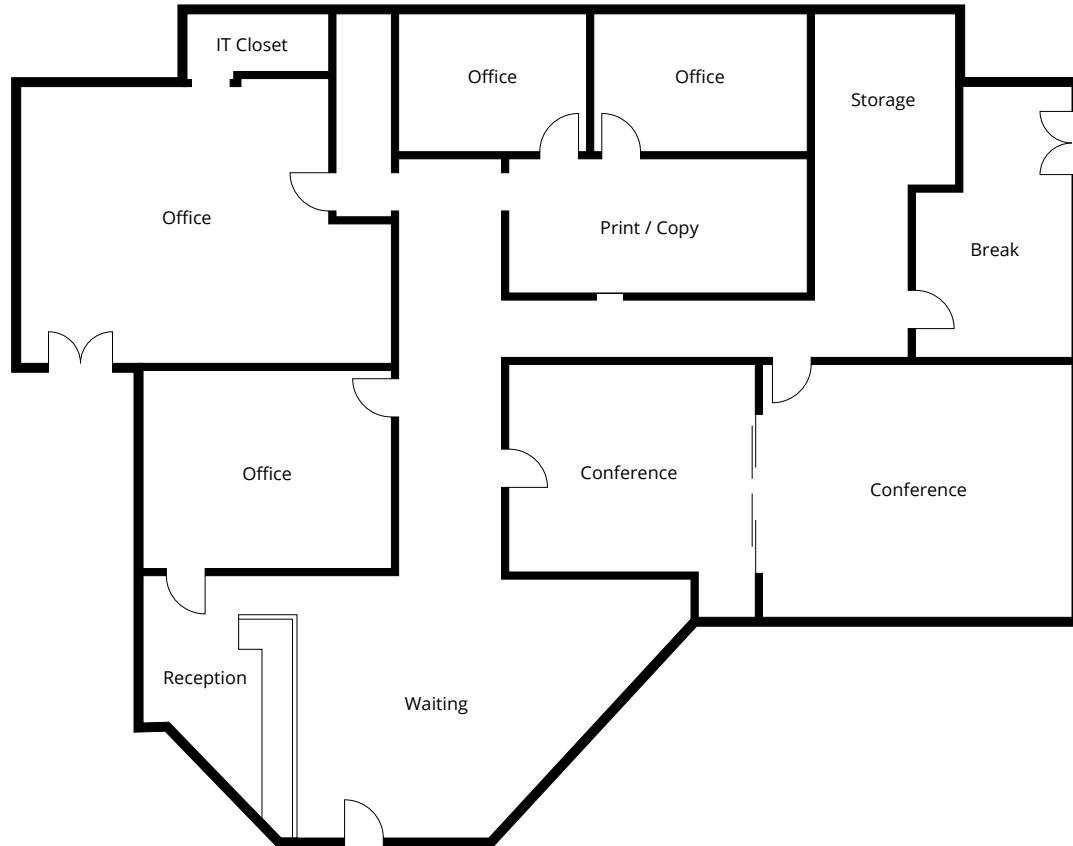 IT Closet
Office
Office
Storage
Office
Print / Copy
Break
Office
Conference
Conference
Reception
Waiting